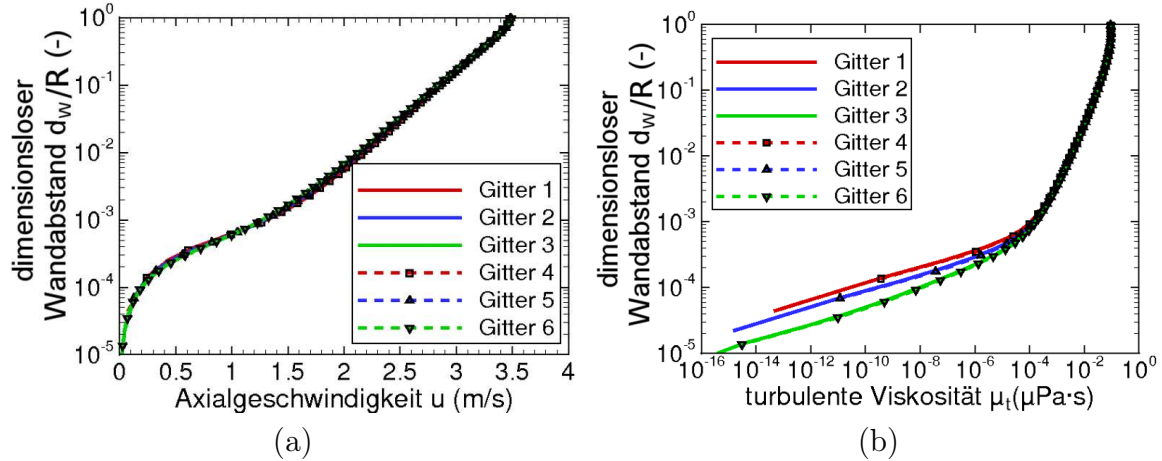 dimensionsloser
Wandabstand d_W/R (-)
10^0
10^-1
10^-2
10^-3
10^-4
10^-5
0 0.5 1 1.5 2 2.5 3 3.5 4
Axialgeschwindigkeit u (m/s)
Gitter 1
Gitter 2
Gitter 3
Gitter 4
Gitter 5
Gitter 6
(a)
dimensionsloser
Wandabstand d_W/R (-)
10^0
10^-1
10^-2
10^-3
10^-4
10^-5
10^-16 10^-14 10^-12 10^-10 10^-8 10^-6 10^-4 10^-2 10^0
turbulente Viskosität μ_t(μPa·s)
Gitter 1
Gitter 2
Gitter 3
Gitter 4
Gitter 5
Gitter 6
(b)